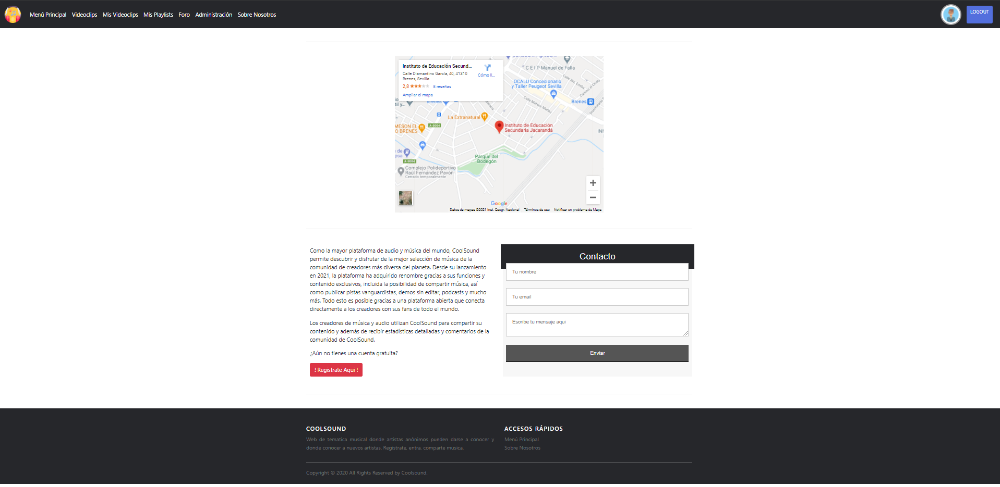 Menú Principal Videoclips Mis Videoclips Mis Playlists Foro Administración Sobre Nosotros
LOGOUT
Instituto de Educación Secund...
Calle Diamantino García, 40, 41310
Brenes, Sevilla
2,8 8 reseñas
Ampliar el mapa
Cómo ll...
C E I P Manuel de Falla
OCALU Concesionario
y Taller Peugeot Sevilla
Calle Sta. Emilia
Camino el Chato
Calle Mateos Muñoz
Brenes
Brenes
La Extranatural
A-8004
MESON EL
O BRENES
Instituto de Educación
Secundaria Jacarandá
Parque del
Bodegón
A-8004
Complejo Polideportivo
Raúl Fernández Pavón
Cerrado temporalmente
Google
Datos de mapas ©2021 Inst. Geogr. Nacional Términos de uso Notificar un problema de Maps
Como la mayor plataforma de audio y música del mundo, CoolSound
permite descubrir y disfrutar de la mejor selección de música de la
comunidad de creadores más diversa del planeta. Desde su lanzamiento
en 2021, la plataforma ha adquirido renombre gracias a sus funciones y
contenido exclusivos, incluida la posibilidad de compartir música, así
como publicar pistas vanguardistas, demos sin editar, podcasts y mucho
más. Todo esto es posible gracias a una plataforma abierta que conecta
directamente a los creadores con sus fans de todo el mundo.
Los creadores de música y audio utilizan CoolSound para compartir su
contenido y además de recibir estadísticas detalladas y comentarios de la
comunidad de CoolSound.
¿Aún no tienes una cuenta gratuita?
! Registrate Aqui !
Contacto
Tu nombre
Tu email
Escribe tu mensaje aqui
Enviar
COOLSOUND
Web de tematica musical donde artistas anónimos pueden darse a conocer y
donde conocer a nuevos artistas. Registrate, entra, comparte musica.
ACCESOS RÁPIDOS
Menú Principal
Sobre Nosotros
Copyright © 2020 All Rights Reserved by Coolsound.